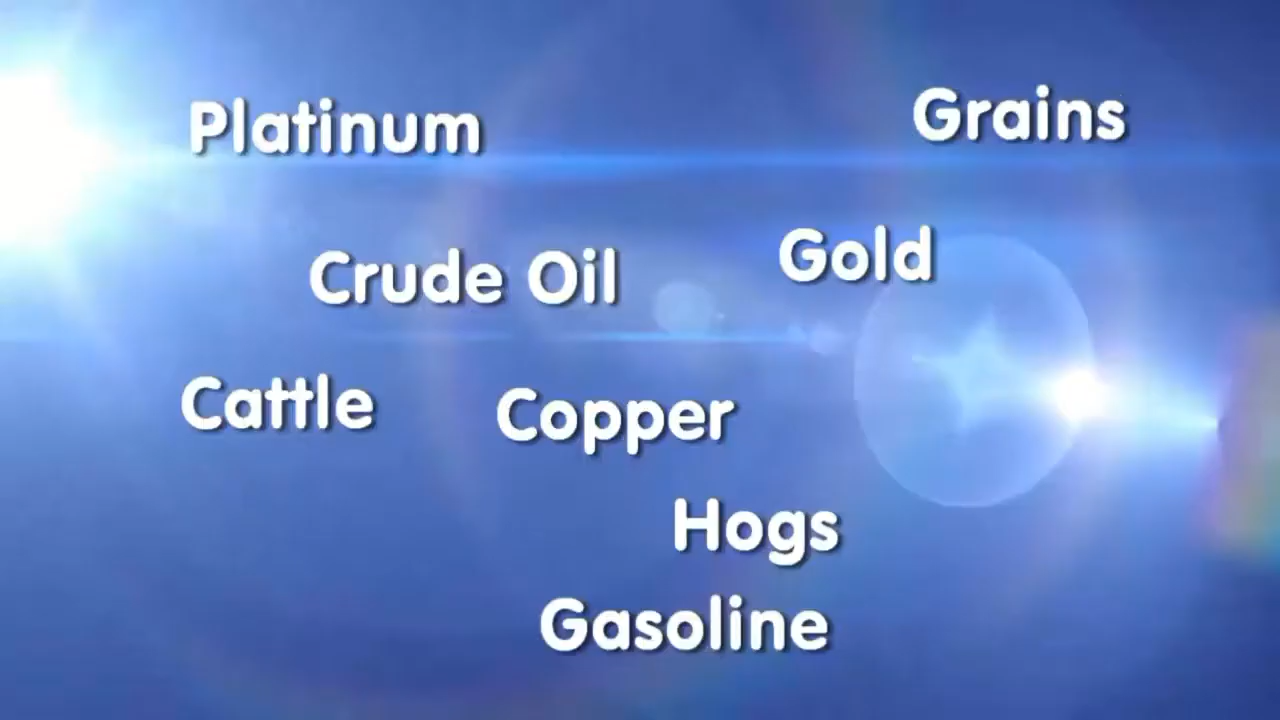 Platinum
Grains
Crude Oil
Gold
Cattle
Copper
Hogs
Gasoline